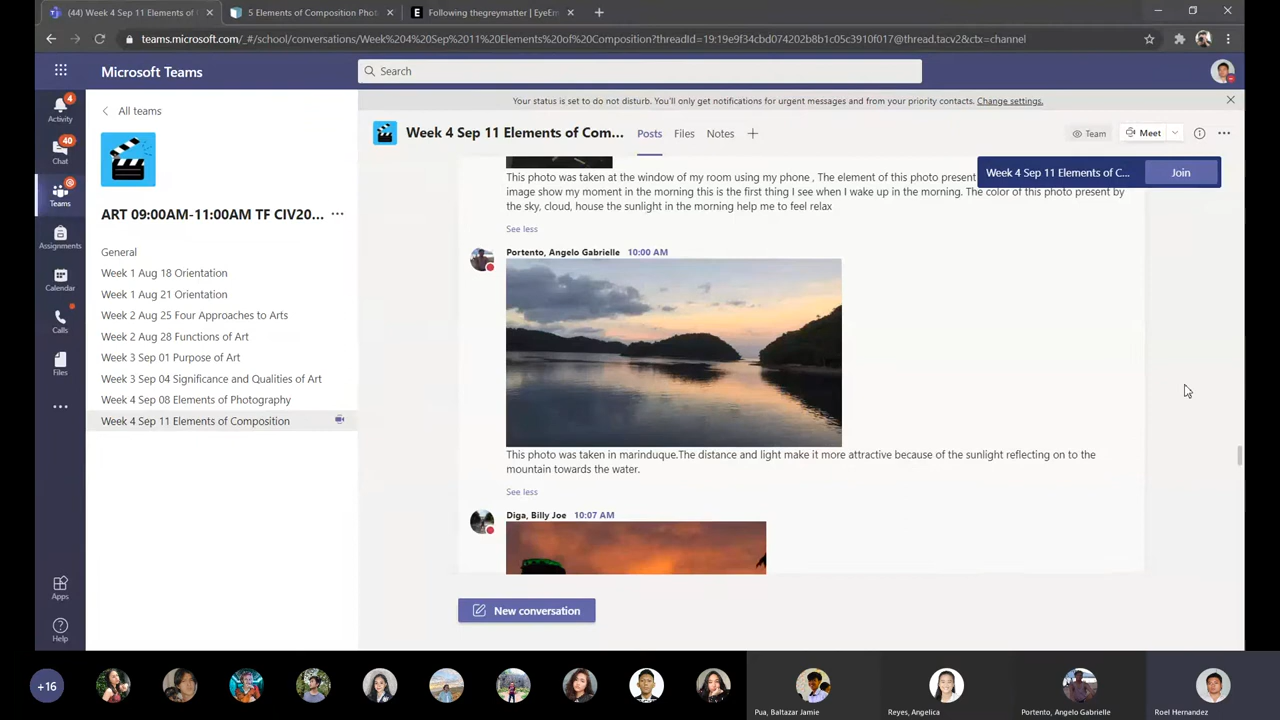 (44) Week 4 Sep 11 Elements of C
5 Elements of Composition Phot
Following thegreymatter | EyeEm
teams.microsoft.com/_#/school/conversations/Week%204%20Sep%2011%20Elements%20of%20Composition?threadId=19:19e9f34cbd074202b8b1c05c3910f017@thread.tacv2&ctx=channel
Microsoft Teams
Search
All teams
Your status is set to do not disturb. You'll only get notifications for urgent messages and from your priority contacts. Change settings.
Week 4 Sep 11 Elements of Com...
Posts
Files
Notes
Team
Meet
Week 4 Sep 11 Elements of C...
Join
4
Activity
40
Chat
Teams
Assignments
Calendar
Calls
Files
Apps
Help
ART 09:00AM-11:00AM TF CIV20...
General
Week 1 Aug 18 Orientation
Week 1 Aug 21 Orientation
Week 2 Aug 25 Four Approaches to Arts
Week 2 Aug 28 Functions of Art
Week 3 Sep 01 Purpose of Art
Week 3 Sep 04 Significance and Qualities of Art
Week 4 Sep 08 Elements of Photography
Week 4 Sep 11 Elements of Composition
This photo was taken at the window of my room using my phone , The element of this photo present
image show my moment in the morning this is the first thing I see when I wake up in the morning. The color of this photo present by
the sky, cloud, house the sunlight in the morning help me to feel relax
See less
Portento, Angelo Gabrielle 10:00 AM
This photo was taken in marinduque.The distance and light make it more attractive because of the sunlight reflecting on to the
mountain towards the water.
See less
Diga, Billy Joe 10:07 AM
New conversation
+16
Pua, Baltazar Jamie
Reyes, Angelica
Portento, Angelo Gabrielle
Roel Hernandez